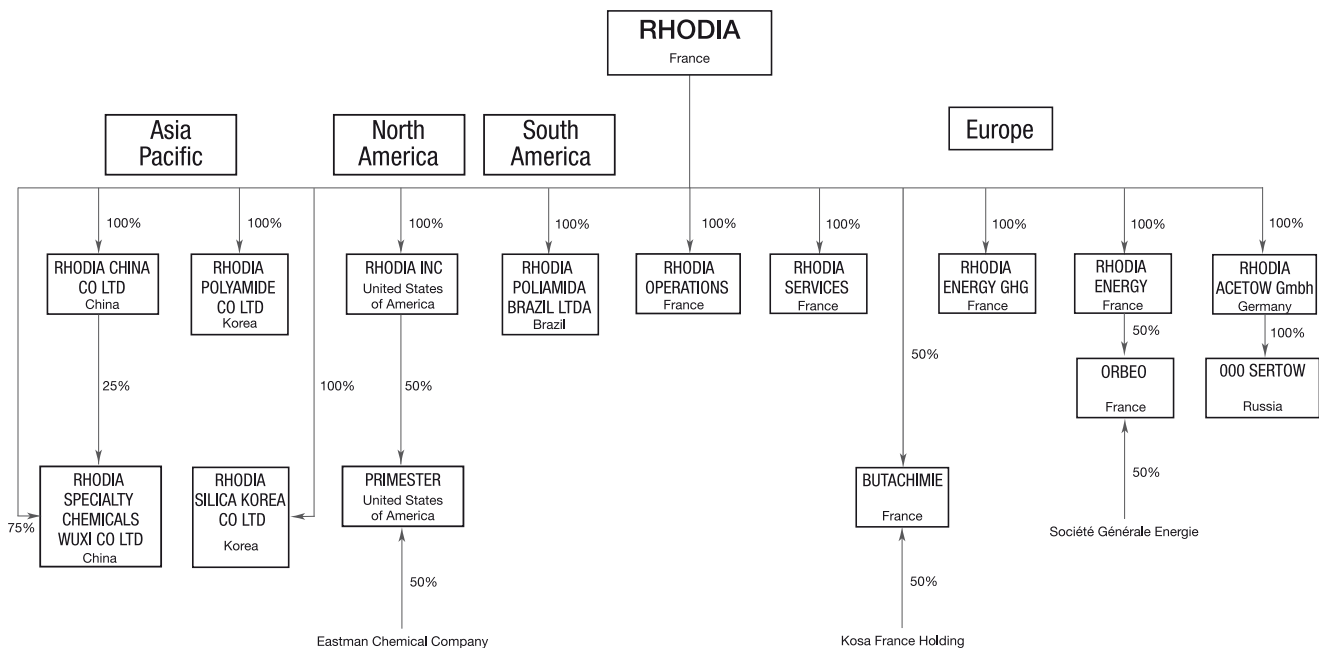 RHODIA
France
Asia
Pacific
North
America
South
America
Europe
100%
100%
100%
100%
100%
100%
100%
100%
100%
RHODIA CHINA
CO LTD
China
RHODIA
POLYAMIDE
CO LTD
Korea
RHODIA INC
United States
of America
RHODIA
POLIAMIDA
BRAZIL LTDA
Brazil
RHODIA
OPERATIONS
France
RHODIA
SERVICES
France
RHODIA
ENERGY GHG
France
RHODIA
ENERGY
France
RHODIA
ACETOW Gmbh
Germany
50%
50%
100%
25%
100%
50%
ORBEO
France
OOO SERTOW
Russia
RHODIA
SPECIALTY
CHEMICALS
WUXI CO LTD
China
75%
RHODIA
SILICA KOREA
CO LTD
Korea
PRIMESTER
United States
of America
BUTACHIMIE
France
50%
Société Générale Energie
50%
50%
Eastman Chemical Company
Kosa France Holding